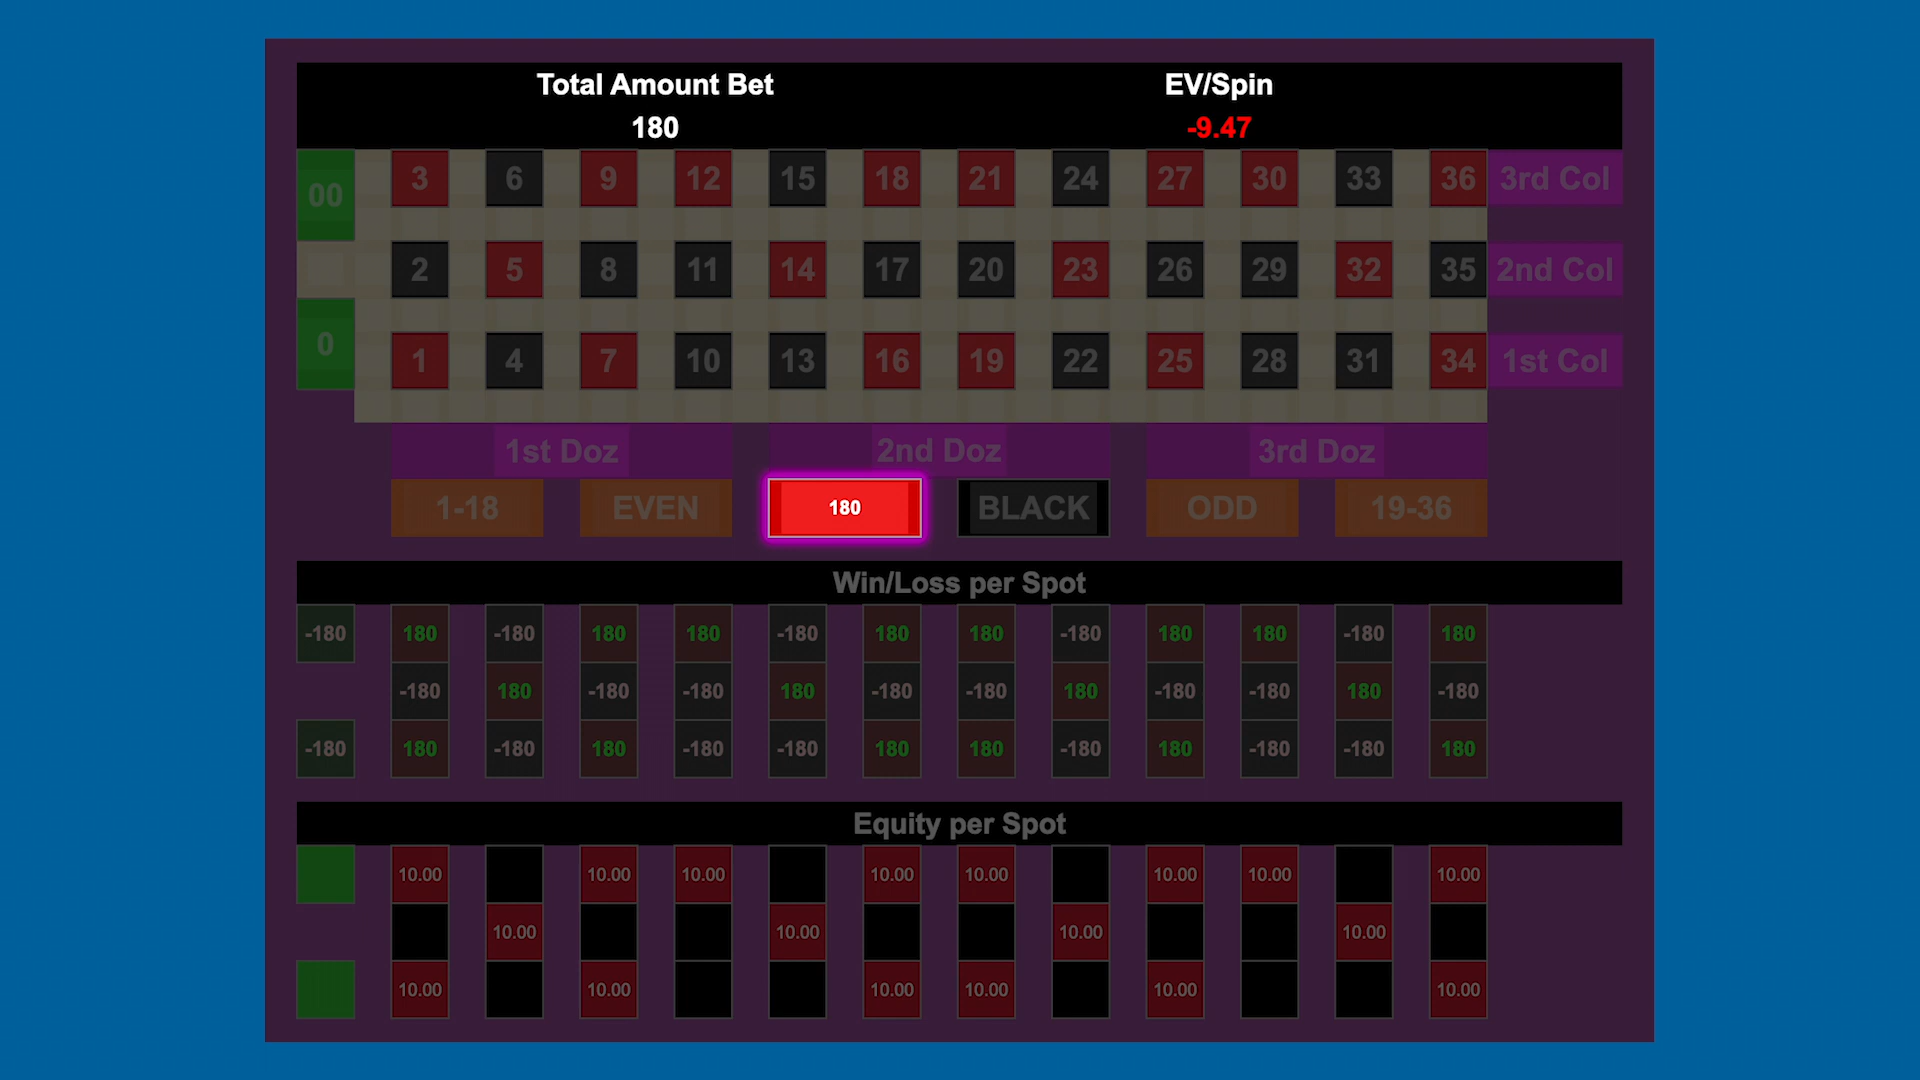 Total Amount Bet EV/Spin
180 -9.47
00 3 6 9 12 15 18 21 24 27 30 33 36 3rd Col
2 5 8 11 14 17 20 23 26 29 32 35 2nd Col
0 1 4 7 10 13 16 19 22 25 28 31 34 1st Col
1st Doz 2nd Doz 3rd Doz
1-18 EVEN 180 BLACK ODD 19-36
Win/Loss per Spot
-180 180 -180 180 180 -180 180 180 -180 180 180 -180 180
-180 180 -180 -180 180 -180 -180 180 -180 -180 180 -180
-180 180 -180 180 -180 -180 180 180 -180 180 -180 -180 180
Equity per Spot
10.00 10.00 10.00 10.00 10.00 10.00 10.00 10.00
10.00 10.00 10.00 10.00
10.00 10.00 10.00 10.00 10.00 10.00